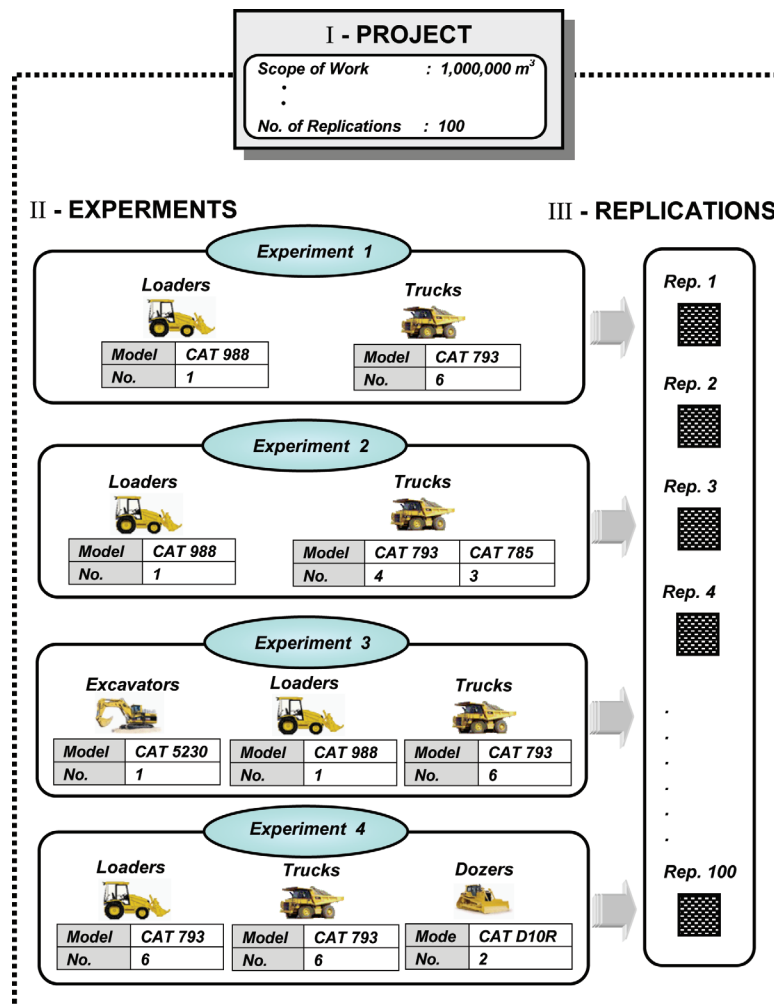 I - PROJECT
Scope of Work : 1,000,000 m³
•
•
No. of Replications : 100
II - EXPERMENTS
III - REPLICATIONS
Experiment 1
Loaders
Trucks
Model CAT 988
No. 1
Model CAT 793
No. 6
Experiment 2
Loaders
Trucks
Model CAT 988
No. 1
Model CAT 793 CAT 785
No. 4 3
Experiment 3
Excavators
Loaders
Trucks
Model CAT 5230
No. 1
Model CAT 988
No. 1
Model CAT 793
No. 6
Experiment 4
Loaders
Trucks
Dozers
Model CAT 793
No. 6
Model CAT 793
No. 6
Mode CAT D10R
No. 2
Rep. 1
Rep. 2
Rep. 3
Rep. 4
.
.
.
.
.
.
Rep. 100